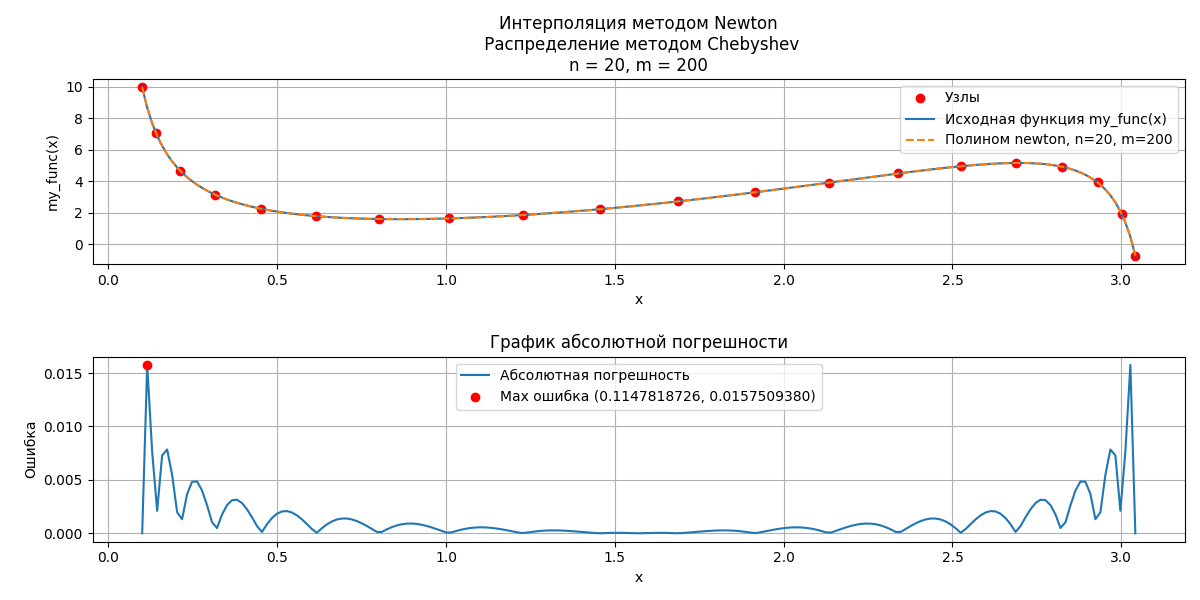 Интерполяция методом Newton
Распределение методом Chebyshev
n = 20, m = 200
my_func(x)
10
8
6
4
2
0
Узлы
Исходная функция my_func(x)
Полином newton, n=20, m=200
0.0 0.5 1.0 1.5 2.0 2.5 3.0
x
График абсолютной погрешности
Ошибка
0.015
0.010
0.005
0.000
Абсолютная погрешность
Max ошибка (0.1147818726, 0.0157509380)
0.0 0.5 1.0 1.5 2.0 2.5 3.0
x